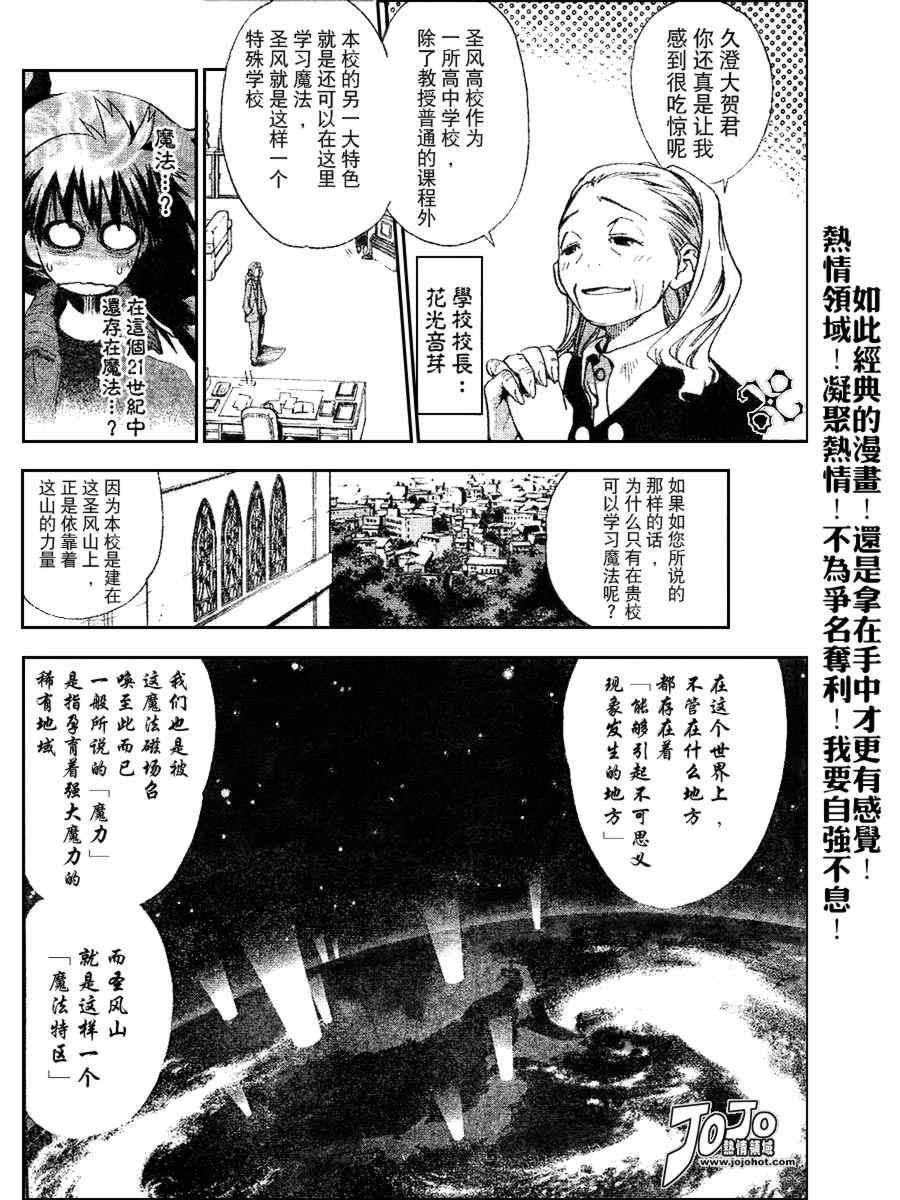 久澄大贺君
你还真是让我
感到很吃惊呢
圣风高校作为
一所高中学校，
除了教授普通的课程外
本校的另一大特色
就是还可以在这里
学习魔法，
圣风就是这样一个
特殊学校
學校校長：
花光音芽
魔法…？
在這個21世紀中
還存在魔法…？
如果如您所说的
那样的话，
为什么只有在贵校
可以学习魔法呢？
因为本校是建在
这圣风山上，
正是依靠着
这山的力量
在这个世界上，
不管在什么地方
都存在着
「能够引起不可思义
现象发生的地方」
我们也是被
这魔法磁场召
唤至此而已
一般所说的「魔力」
是指孕育着强大魔力的
稀有地域
而圣风山
就是这样一个
「魔法特区」
如此經典的漫畫！還是拿在手中才更有感覺！
熱情領域！凝聚熱情！不為爭名奪利！我要自強不息！
JOJO
熱情領域
www.jojohot.com